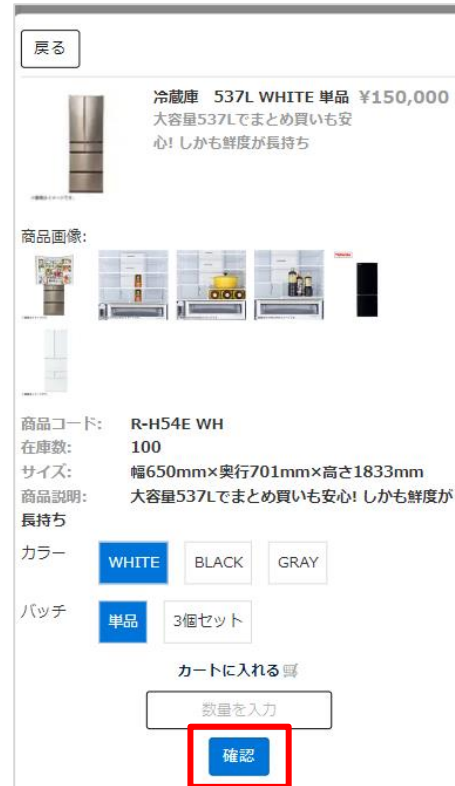 戻る
冷蔵庫 537L WHITE 単品 ¥150,000
大容量537Lでまとめ買いも安
心! しかも鮮度が長持ち
商品画像:
商品コード: R-H54E WH
在庫数: 100
サイズ: 幅650mm×奥行701mm×高さ1833mm
商品説明: 大容量537Lでまとめ買いも安心! しかも鮮度が
長持ち
カラー WHITE BLACK GRAY
バッチ 単品 3個セット
カートに入れる
数量を入力
確認